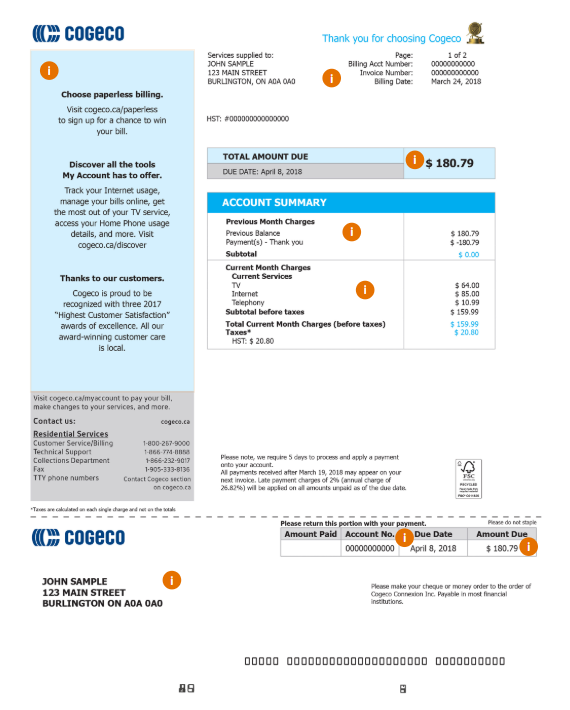 COGECO
Thank you for choosing Cogeco
i
Choose paperless billing.
Visit cogeco.ca/paperless
to sign up for a chance to win
your bill.
Discover all the tools
My Account has to offer.
Track your Internet usage,
manage your bills online, get
the most out of your TV service,
access your Home Phone usage
details, and more. Visit
cogeco.ca/discover
Thanks to our customers.
Cogeco is proud to be
recognized with three 2017
“Highest Customer Satisfaction”
awards of excellence. All our
award-winning customer care
is local.
Visit cogeco.ca/myaccount to pay your bill,
make changes to your services, and more.
Contact us: cogeco.ca
Residential Services
Customer Service/Billing 1-800-267-9000
Technical Support 1-866-774-8888
Collections Department 1-866-232-9017
Fax 1-905-333-8136
TTY phone numbers Contact Cogeco section
on cogeco.ca
*Taxes are calculated on each single charge and not on the totals
Services supplied to:
JOHN SAMPLE
123 MAIN STREET
BURLINGTON, ON A0A 0A0
i
Page: 1 of 2
Billing Acct Number: 00000000000
Invoice Number: 000000000000
Billing Date: March 24, 2018
HST: #000000000000000
TOTAL AMOUNT DUE i $ 180.79
DUE DATE: April 8, 2018
ACCOUNT SUMMARY
Previous Month Charges
i
Previous Balance $ 180.79
Payment(s) - Thank you $ -180.79
Subtotal $ 0.00
Current Month Charges
Current Services
i
TV $ 64.00
Internet $ 85.00
Telephony $ 10.99
Subtotal before taxes $ 159.99
Total Current Month Charges (before taxes) $ 159.99
Taxes* $ 20.80
HST: $ 20.80
Please note, we require 5 days to process and apply a payment
onto your account.
All payments received after March 19, 2018 may appear on your
next invoice. Late payment charges of 2% (annual charge of
26.82%) will be applied on all amounts unpaid as of the due date.
FSC
RECYCLED
COGECO
Please return this portion with your payment. Please do not staple
Amount Paid Account No. i Due Date Amount Due
00000000000 April 8, 2018 $ 180.79 i
JOHN SAMPLE
123 MAIN STREET
BURLINGTON ON A0A 0A0
i
Please make your cheque or money order to the order of
Cogeco Connexion Inc. Payable in most financial
institutions.